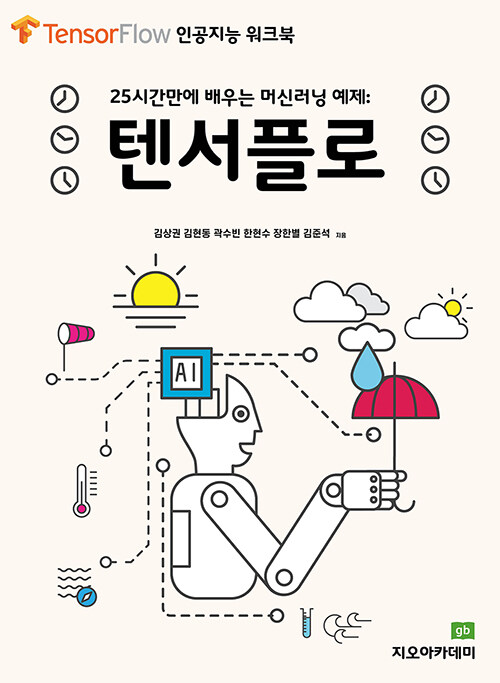 TensorFlow 인공지능 워크북
25시간만에 배우는 머신러닝 예제:
텐서플로
김상권 김현동 곽수빈 한현수 장한별 김준석 지음
AI
gb
지오아카데미